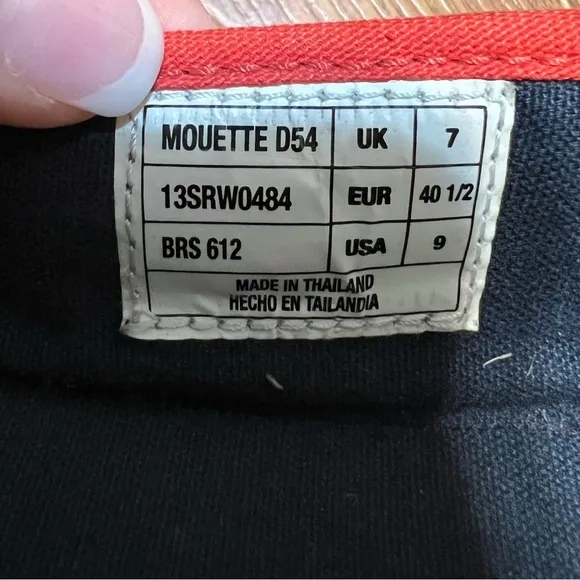 MOUETTE D54 UK 7
13SRW0484 EUR 40 1/2
BRS 612 USA 9
MADE IN THAILAND
HECHO EN TAILANDIA